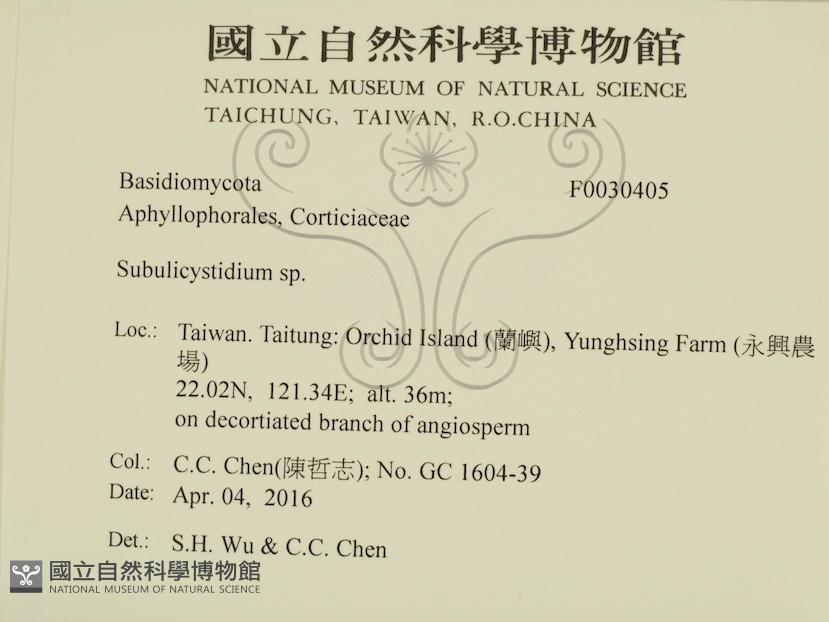 國立自然科學博物館
NATIONAL MUSEUM OF NATURAL SCIENCE
TAICHUNG, TAIWAN, R.O.CHINA
Basidiomycota F0030405
Aphyllophorales, Corticiaceae
Subulicystidium sp.
Loc.: Taiwan. Taitung: Orchid Island (蘭嶼), Yunghsing Farm (永興農
場)
22.02N, 121.34E; alt. 36m;
on decortiated branch of angiosperm
Col.: C.C. Chen(陳哲志); No. GC 1604-39
Date: Apr. 04, 2016
Det.: S.H. Wu & C.C. Chen
國立自然科學博物館
NATIONAL MUSEUM OF NATURAL SCIENCE